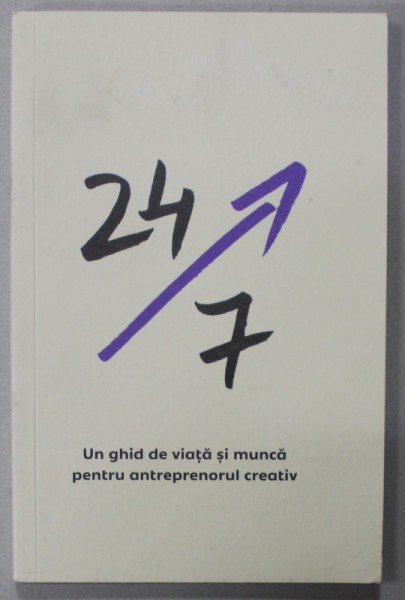 24
7
Un ghid de viață și muncă
pentru antreprenorul creativ